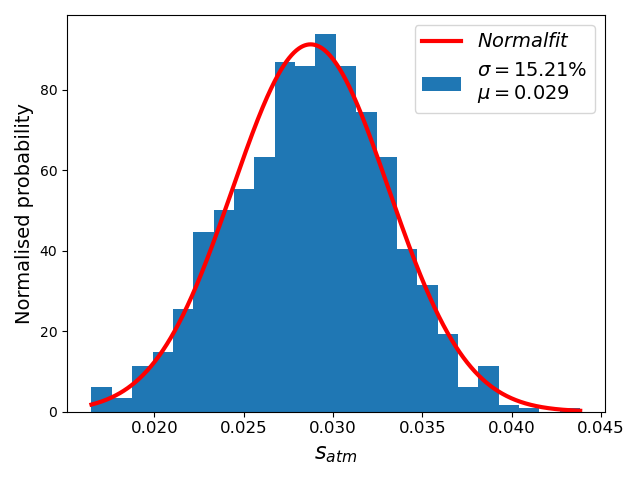 Normalfit
σ = 15.21%
μ = 0.029
Normalised probability
80
60
40
20
0
0.020 0.025 0.030 0.035 0.040 0.045
s_atm